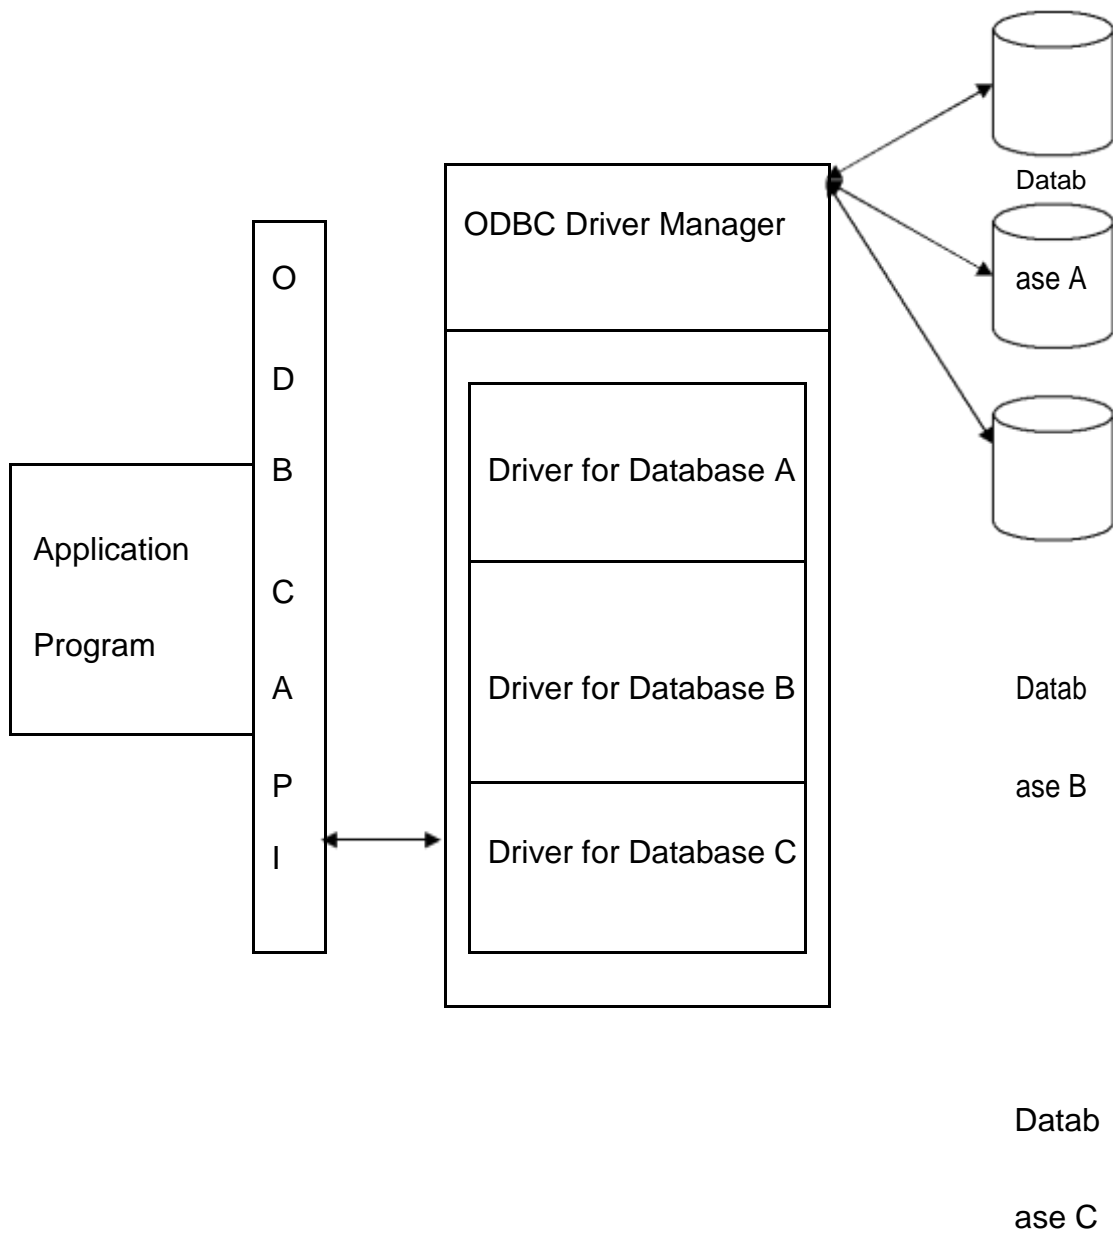 Application
Program
O
D
B
C
A
P
I
ODBC Driver Manager
Driver for Database A
Driver for Database B
Driver for Database C
Datab
ase A
Datab
ase B
Datab
ase C